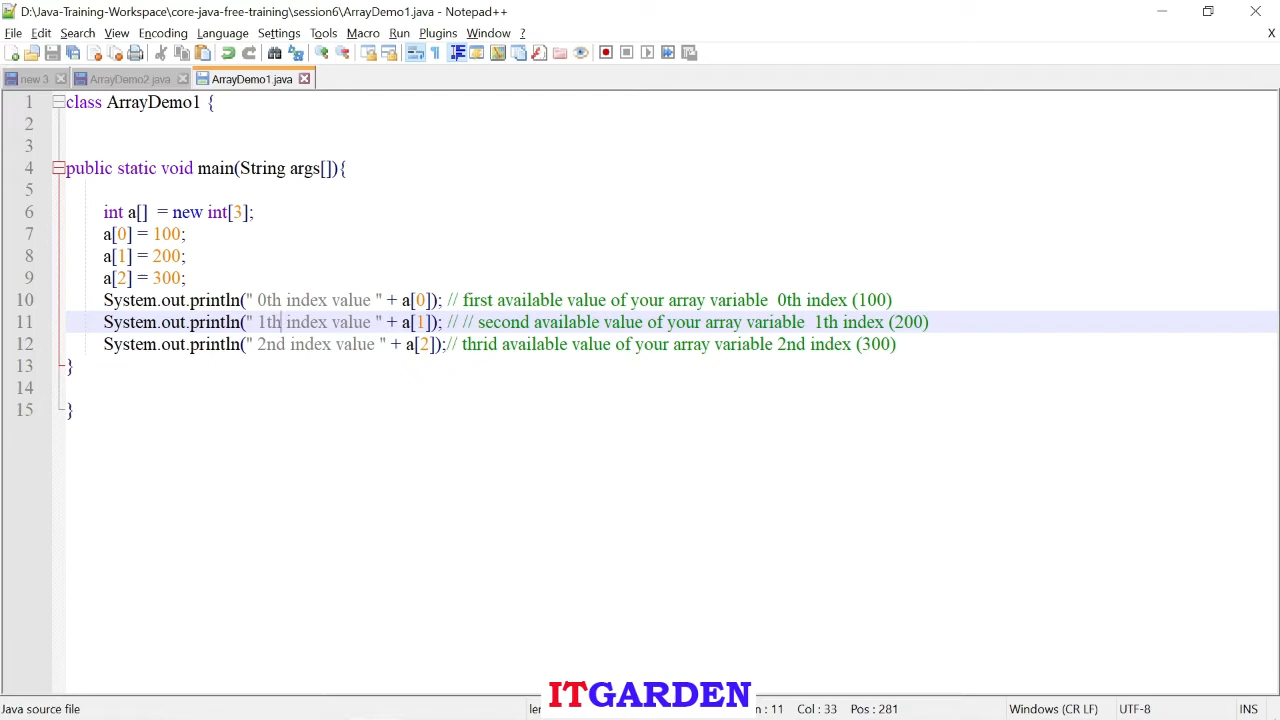 D:\Java-Training-Workspace\core-java-free-training\session6\ArrayDemo1.java - Notepad++
File Edit Search View Encoding Language Settings Tools Macro Run Plugins Window ? X
new 3 ArrayDemo2.java ArrayDemo1.java
1 class ArrayDemo1 {
2
3
4 public static void main(String args[]){
5
6 int a[]  = new int[3];
7 a[0] = 100;
8 a[1] = 200;
9 a[2] = 300;
10 System.out.println(" 0th index value " + a[0]); // first available value of your array variable  0th index (100)
11 System.out.println(" 1th index value " + a[1]); // // second available value of your array variable  1th index (200)
12 System.out.println(" 2nd index value " + a[2]);// thrid available value of your array variable 2nd index (300)
13 }
14
15 }
ITGARDEN
Java source file : 11 Col : 33 Pos : 281 Windows (CR LF) UTF-8 INS